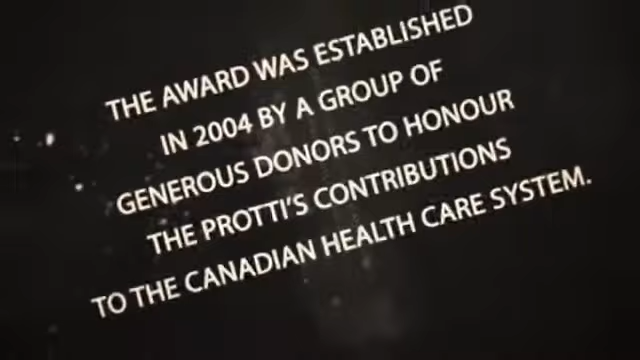 THE AWARD WAS ESTABLISHED
IN 2004 BY A GROUP OF
GENEROUS DONORS TO HONOUR
THE PROTTI'S CONTRIBUTIONS
TO THE CANADIAN HEALTH CARE SYSTEM.